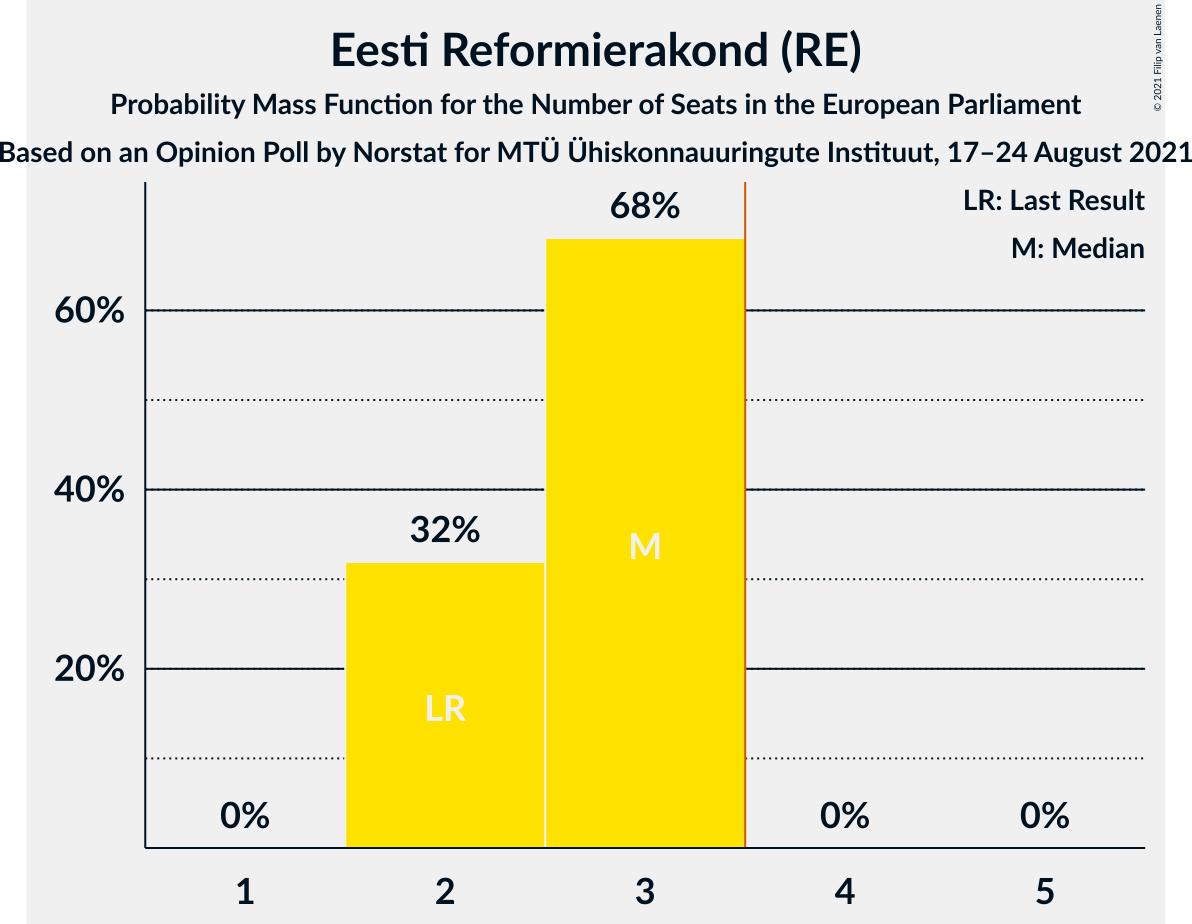 Eesti Reformierakond (RE)
Probability Mass Function for the Number of Seats in the European Parliament
Based on an Opinion Poll by Norstat for MTÜ Ühiskonnauuringute Instituut, 17–24 August 2021
© 2021 Filip van Laenen
LR: Last Result
M: Median
68%
60%
40%
32%
M
20%
LR
0%
0%
0%
1
2
3
4
5